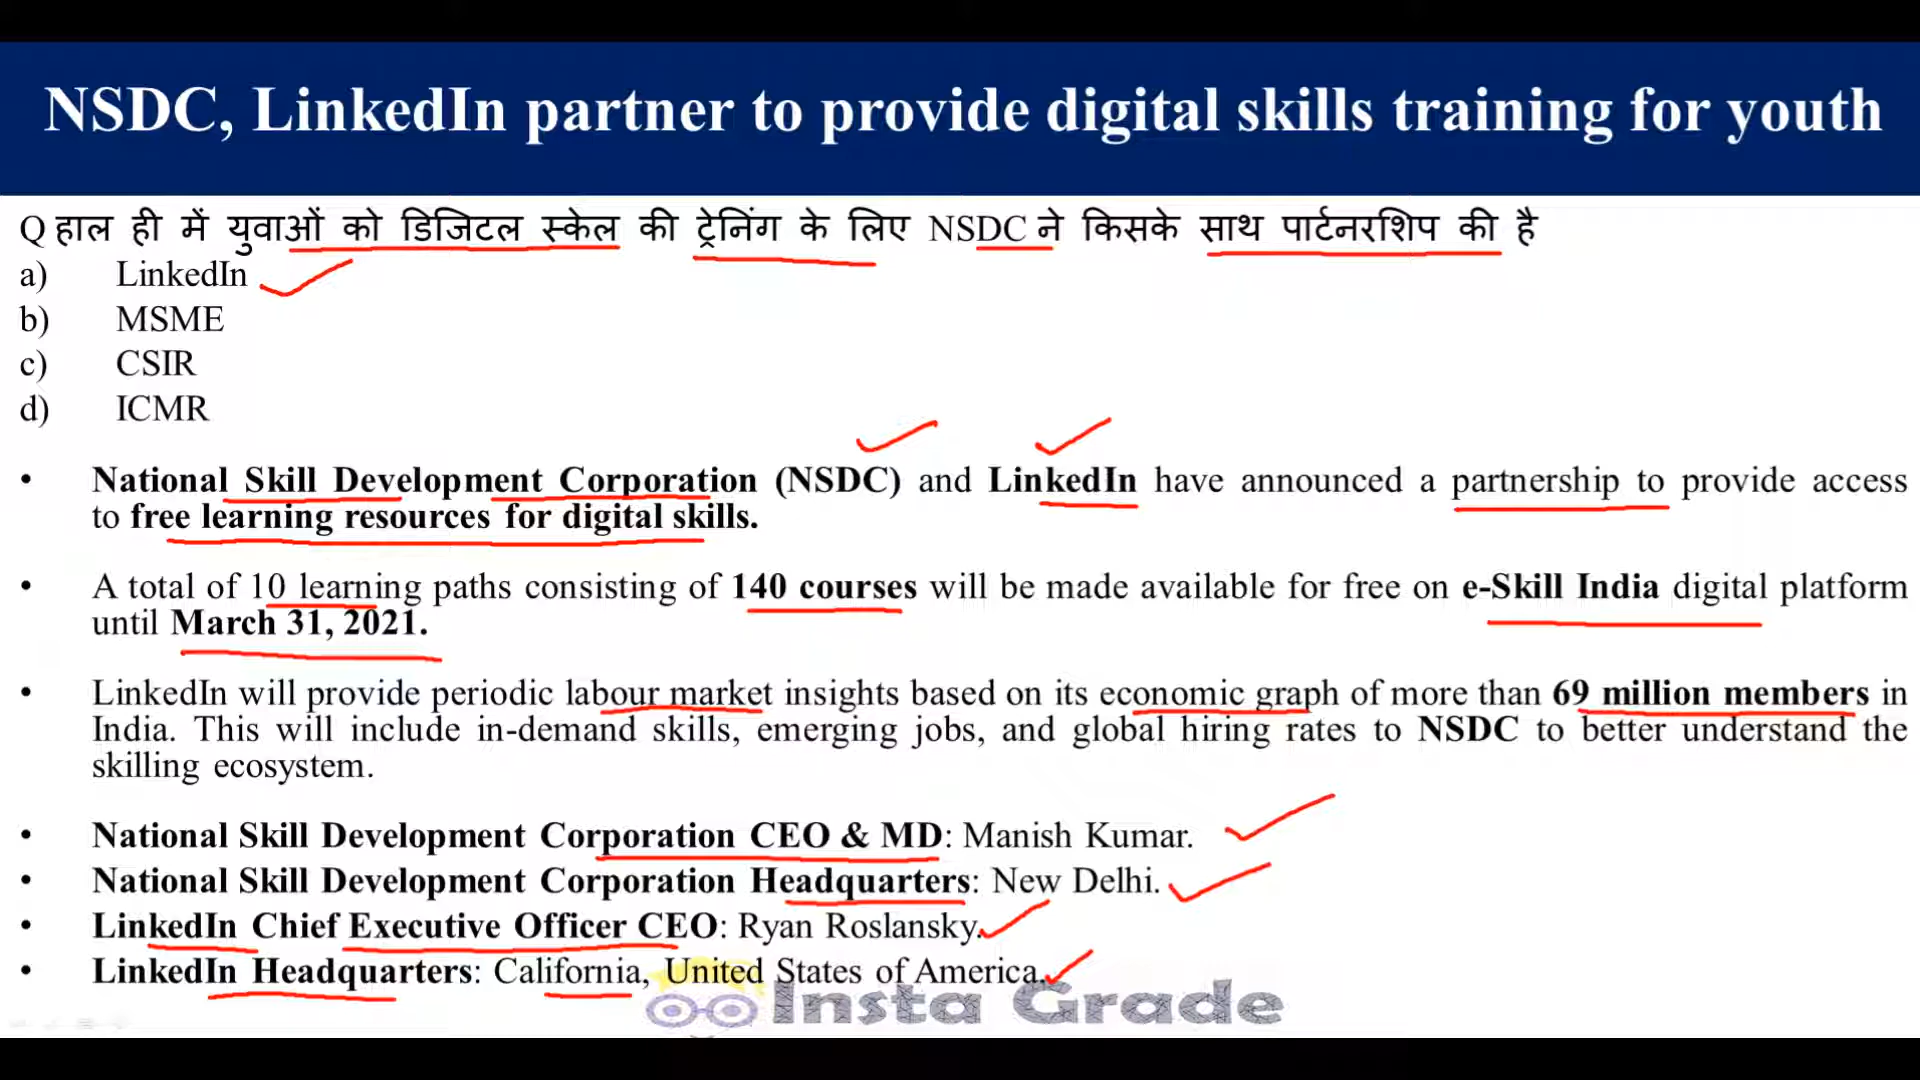 NSDC, LinkedIn partner to provide digital skills training for youth
Q हाल ही में युवाओं को डिजिटल स्केल की ट्रेनिंग के लिए NSDC ने किसके साथ पार्टनरशिप की है
a) LinkedIn
b) MSME
c) CSIR
d) ICMR
• National Skill Development Corporation (NSDC) and LinkedIn have announced a partnership to provide access
to free learning resources for digital skills.
• A total of 10 learning paths consisting of 140 courses will be made available for free on e-Skill India digital platform
until March 31, 2021.
• LinkedIn will provide periodic labour market insights based on its economic graph of more than 69 million members in
India. This will include in-demand skills, emerging jobs, and global hiring rates to NSDC to better understand the
skilling ecosystem.
• National Skill Development Corporation CEO & MD: Manish Kumar.
• National Skill Development Corporation Headquarters: New Delhi.
• LinkedIn Chief Executive Officer CEO: Ryan Roslansky.
• LinkedIn Headquarters: California, United States of America.
Insta Grade